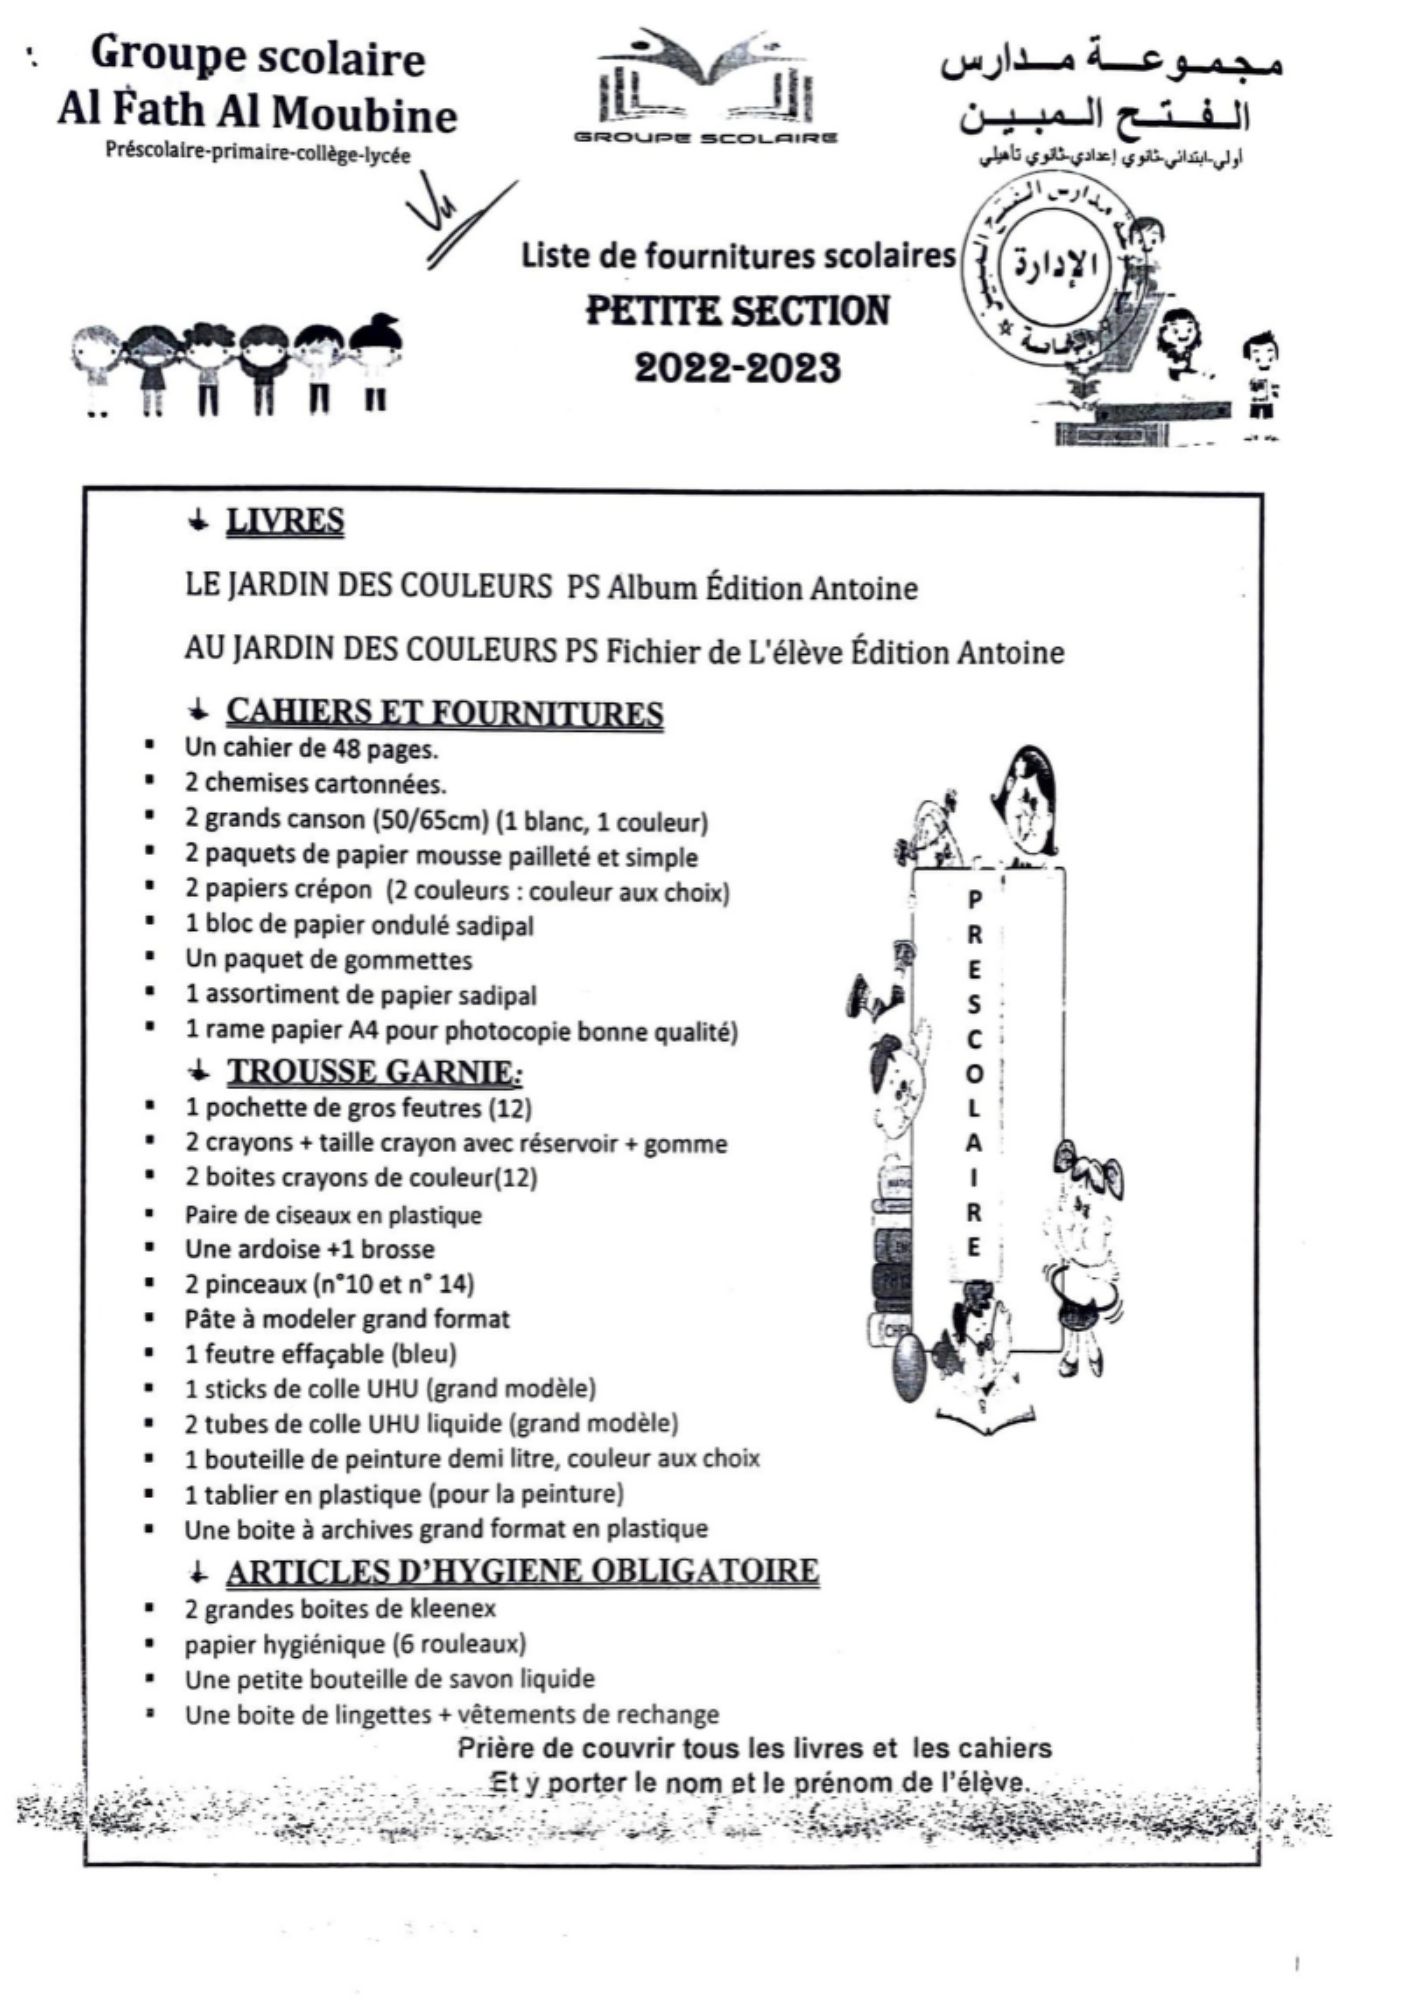 Groupe scolaire
Al Fath Al Moubine
Préscolaire-primaire-collège-lycée
GROUPE SCOLAIRE
مجموعة مدارس
الفتح المبين
أولي-ابتدائي-ثانوي إعدادي-ثانوي تأهيلي
Vu
مدارس الفتح
الإدارة
Liste de fournitures scolaires
PETITE SECTION
2022-2023
LIVRES
LE JARDIN DES COULEURS PS Album Édition Antoine
AU JARDIN DES COULEURS PS Fichier de L'élève Édition Antoine
CAHIERS ET FOURNITURES
▪ Un cahier de 48 pages.
▪ 2 chemises cartonnées.
▪ 2 grands canson (50/65cm) (1 blanc, 1 couleur)
▪ 2 paquets de papier mousse pailleté et simple
▪ 2 papiers crépon (2 couleurs : couleur aux choix)
▪ 1 bloc de papier ondulé sadipal
▪ Un paquet de gommettes
▪ 1 assortiment de papier sadipal
▪ 1 rame papier A4 pour photocopie bonne qualité)
TROUSSE GARNIE:
▪ 1 pochette de gros feutres (12)
▪ 2 crayons + taille crayon avec réservoir + gomme
▪ 2 boites crayons de couleur(12)
▪ Paire de ciseaux en plastique
▪ Une ardoise +1 brosse
▪ 2 pinceaux (n°10 et n° 14)
▪ Pâte à modeler grand format
▪ 1 feutre effaçable (bleu)
▪ 1 sticks de colle UHU (grand modèle)
▪ 2 tubes de colle UHU liquide (grand modèle)
▪ 1 bouteille de peinture demi litre, couleur aux choix
▪ 1 tablier en plastique (pour la peinture)
▪ Une boite à archives grand format en plastique
ARTICLES D'HYGIENE OBLIGATOIRE
▪ 2 grandes boites de kleenex
▪ papier hygiénique (6 rouleaux)
▪ Une petite bouteille de savon liquide
▪ Une boite de lingettes + vêtements de rechange
Prière de couvrir tous les livres et les cahiers
Et y porter le nom et le prénom de l'élève.
PRESCOLAIRE